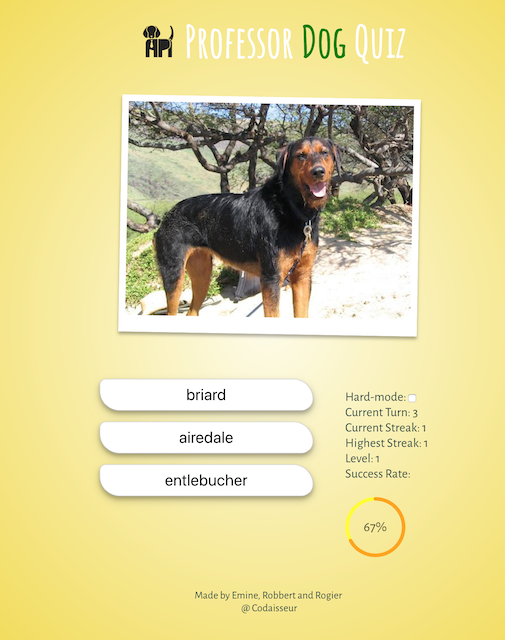 API Professor Dog Quiz
briard
airedale
entlebucher
Hard-mode:
Current Turn: 3
Current Streak: 1
Highest Streak: 1
Level: 1
Success Rate:
67%
Made by Emine, Robbert and Rogier
@ Codaisseur